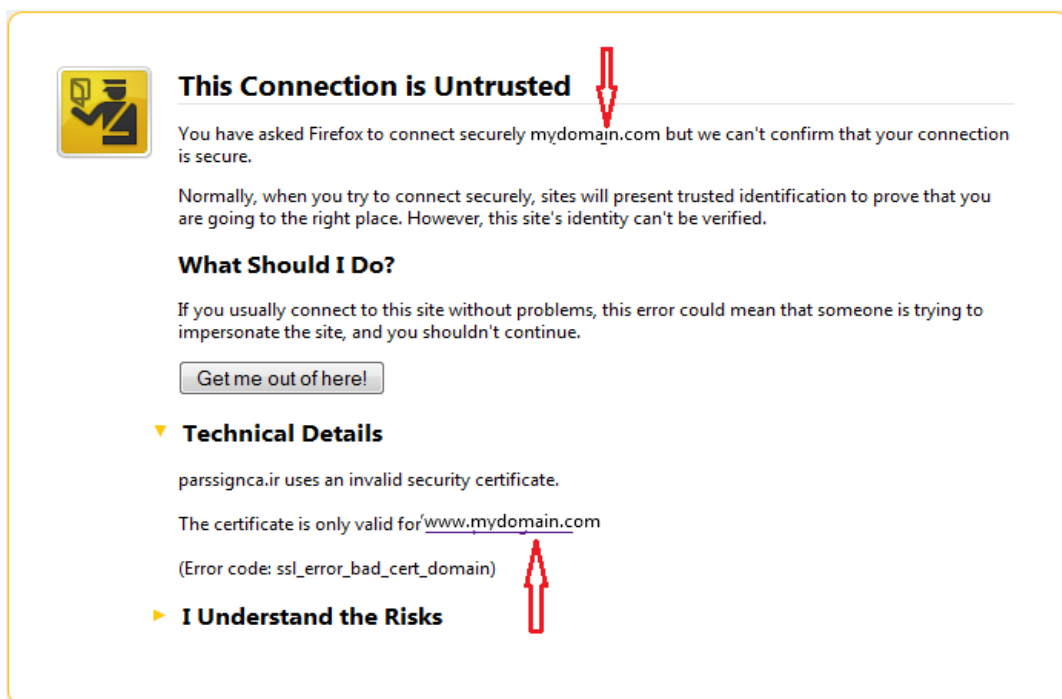 This Connection is Untrusted
You have asked Firefox to connect securely mydomain.com but we can't confirm that your connection
is secure.
Normally, when you try to connect securely, sites will present trusted identification to prove that you
are going to the right place. However, this site's identity can't be verified.
What Should I Do?
If you usually connect to this site without problems, this error could mean that someone is trying to
impersonate the site, and you shouldn't continue.
Get me out of here!
Technical Details
parssignca.ir uses an invalid security certificate.
The certificate is only valid for www.mydomain.com
(Error code: ssl_error_bad_cert_domain)
I Understand the Risks